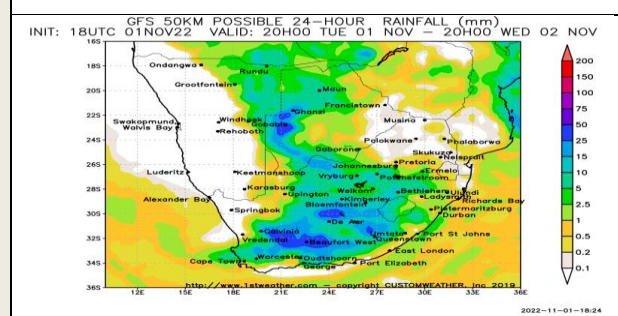 GFS 50KM POSSIBLE 24-HOUR RAINFALL (mm)
INIT: 18UTC 01NOV22 VALID: 20H00 TUE 01 NOV - 20H00 WED 02 NOV
16S
18S
20S
22S
24S
26S
28S
30S
32S
34S
36S
Ondangwa
Rundu
Grootfontein
Maun
Francistown
Ghanzi
Windhoek
Gobabis
Swakopmund
Walvis Bay
Rehoboth
Musina
Polokwane
Phalaborwa
Gaborone
Skukuza
Nelspruit
Pretoria
Johannesburg
Luderitz
Keetmanshoop
Vryburg
Potchefstroom
Ermelo
Karasburg
Upington
Welkom
Bethlehem
Ulundi
Alexander Bay
Kimberley
Ladysmith
Richards Bay
Springbok
Bloemfontein
Pietermaritzburg
Durban
De Aar
Calvinia
Vredendal
Umtata
Port St Johns
Beaufort West
Queenstown
East London
Cape Town
Worcester
Oudtshoorn
George
Port Elizabeth
http://www.1stweather.com - copyright CUSTOMWEATHER, Inc 2019
12E 15E 18E 21E 24E 27E 30E 33E 36E
200
150
100
75
50
25
15
10
5
2.5
1
0.5
0.2
0.1
2022-11-01-18:24